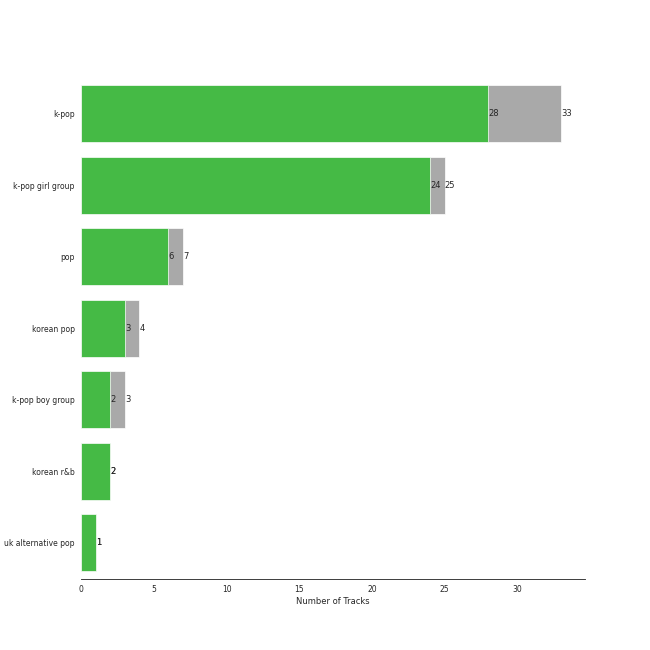 k-pop 28 33
k-pop girl group 24 25
pop 6 7
korean pop 3 4
k-pop boy group 2 3
korean r&b 2
uk alternative pop 1
0 5 10 15 20 25 30
Number of Tracks